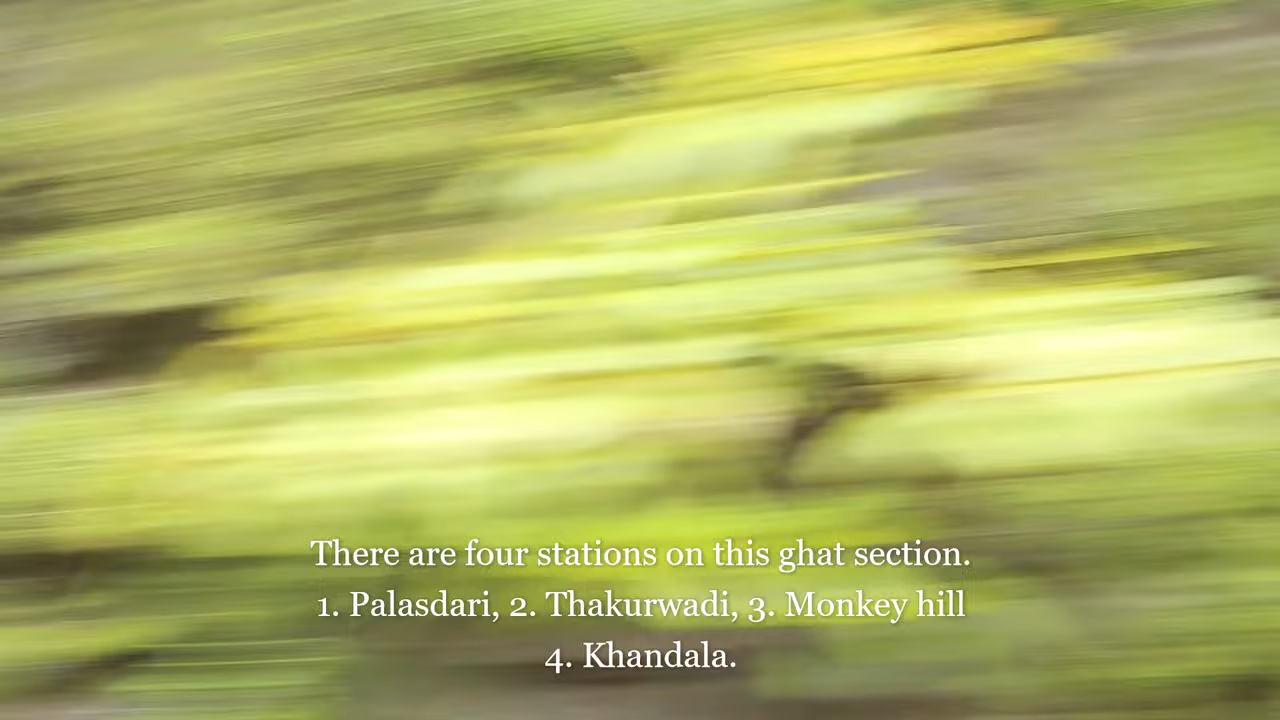 There are four stations on this ghat section.
1. Palasdari, 2. Thakurwadi, 3. Monkey hill
4. Khandala.